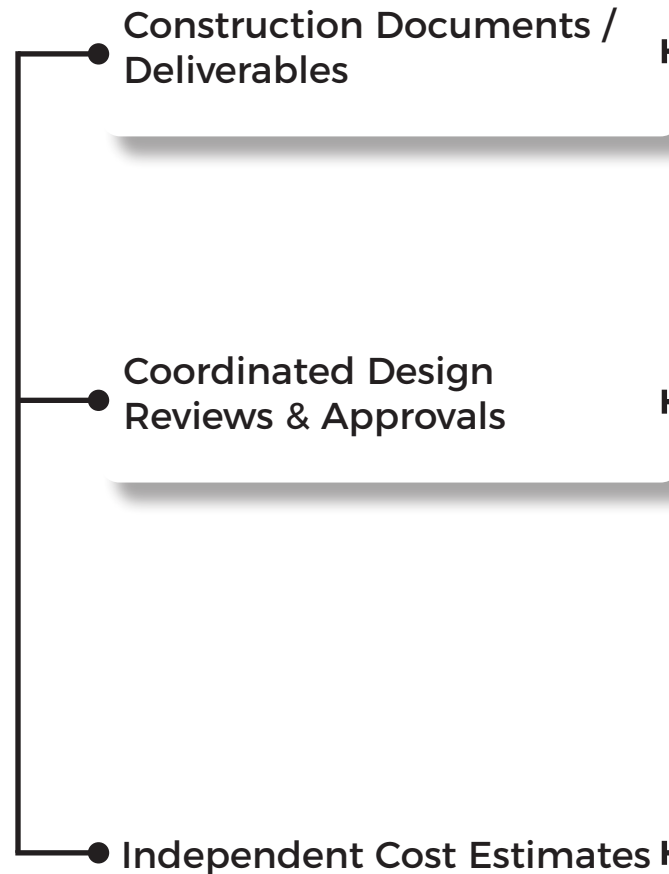 Construction Documents /
Deliverables
Coordinated Design
Reviews & Approvals
Independent Cost Estimates